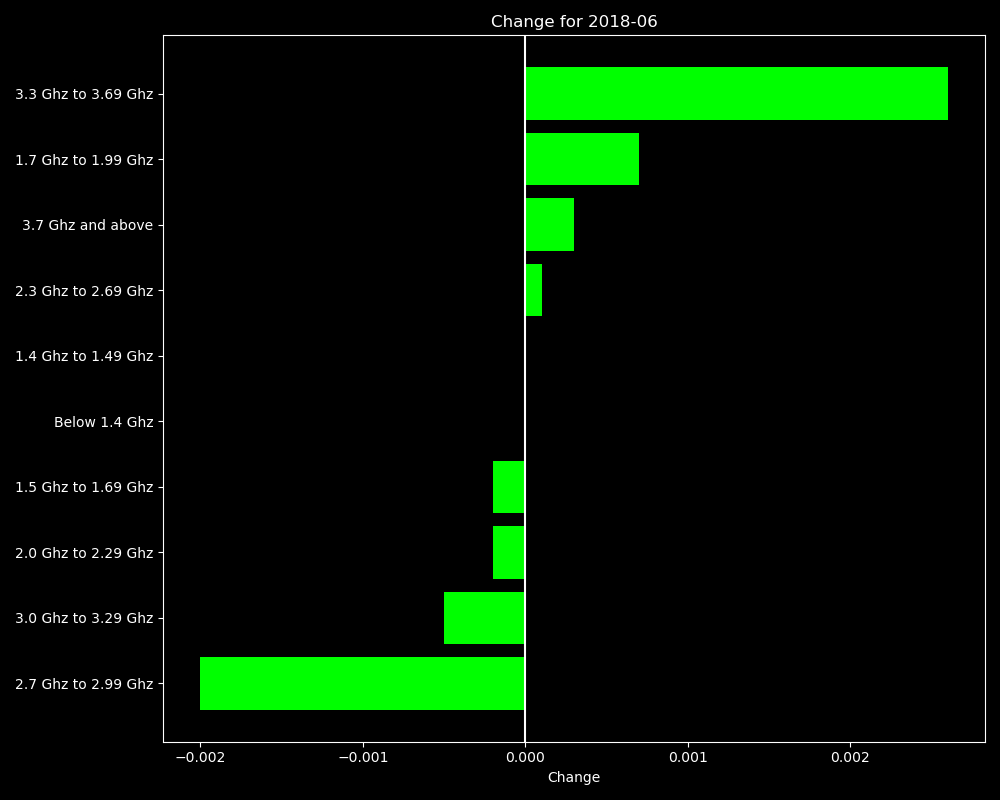 Change for 2018-06
3.3 Ghz to 3.69 Ghz
1.7 Ghz to 1.99 Ghz
3.7 Ghz and above
2.3 Ghz to 2.69 Ghz
1.4 Ghz to 1.49 Ghz
Below 1.4 Ghz
1.5 Ghz to 1.69 Ghz
2.0 Ghz to 2.29 Ghz
3.0 Ghz to 3.29 Ghz
2.7 Ghz to 2.99 Ghz
−0.002 −0.001 0.000 0.001 0.002
Change